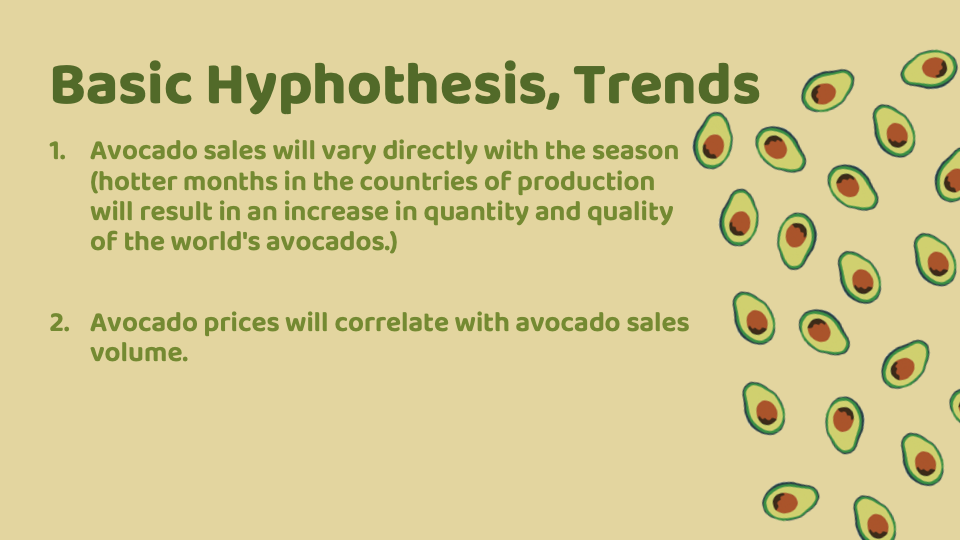 Basic Hyphothesis, Trends
1. Avocado sales will vary directly with the season
(hotter months in the countries of production
will result in an increase in quantity and quality
of the world's avocados.)
2. Avocado prices will correlate with avocado sales
volume.